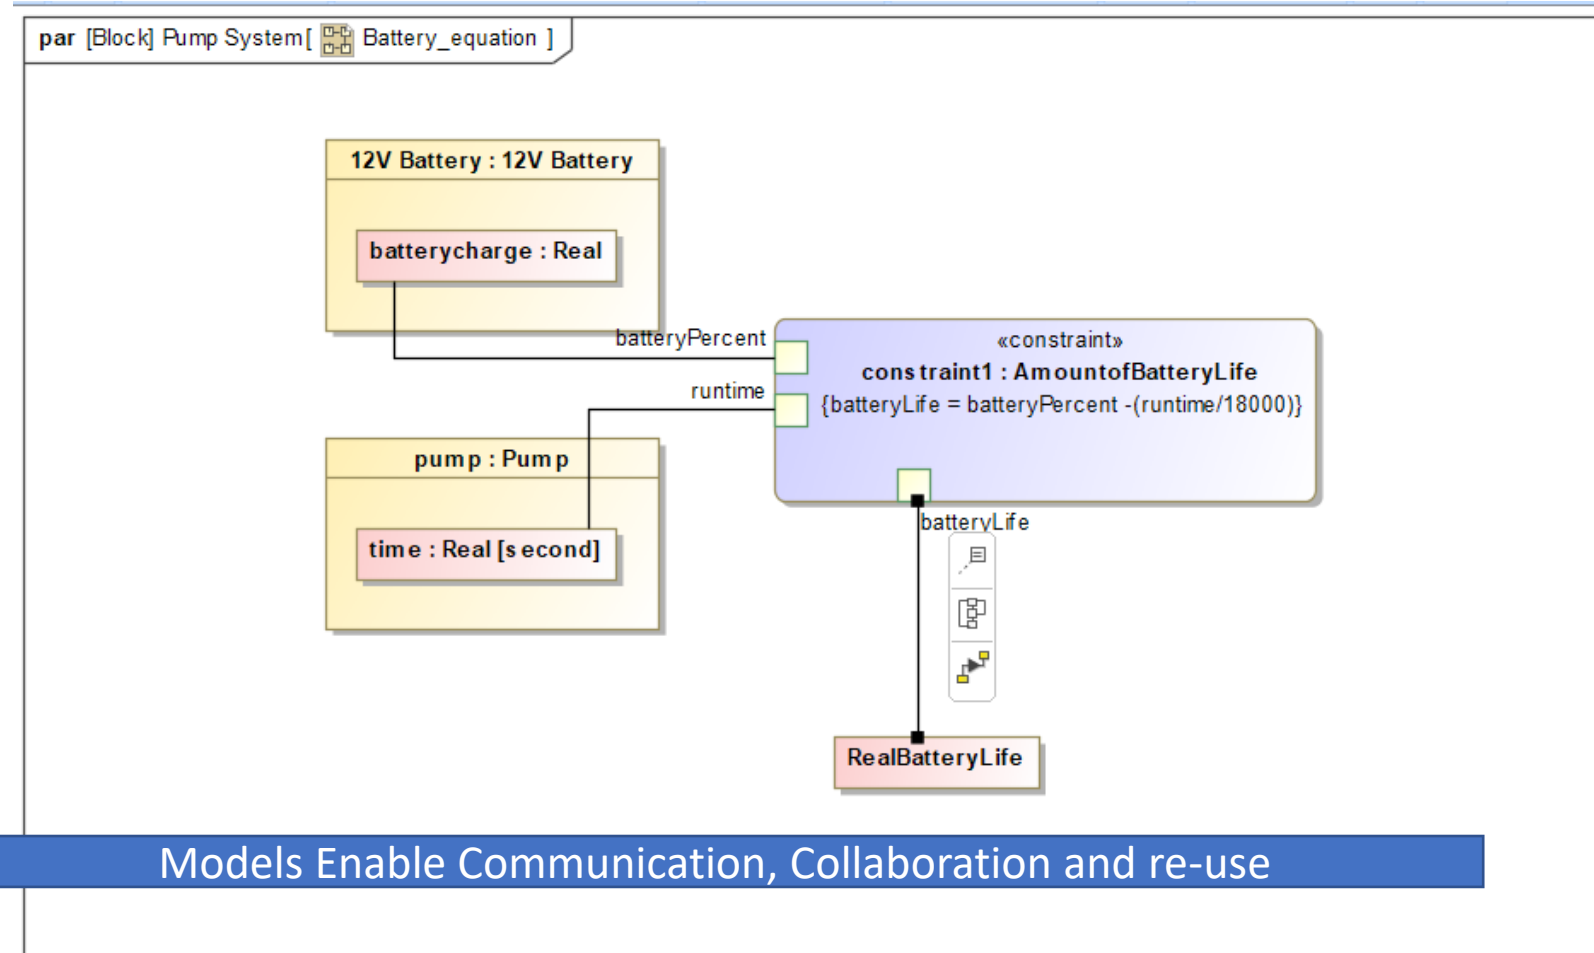 par [Block] Pump System[ Battery_equation ]
12V Battery : 12V Battery
batterycharge : Real
batteryPercent
«constraint»
constraint1 : AmountofBatteryLife
{batteryLife = batteryPercent -(runtime/18000)}
runtime
pump : Pump
time : Real [second]
batteryLife
RealBatteryLife
Models Enable Communication, Collaboration and re-use